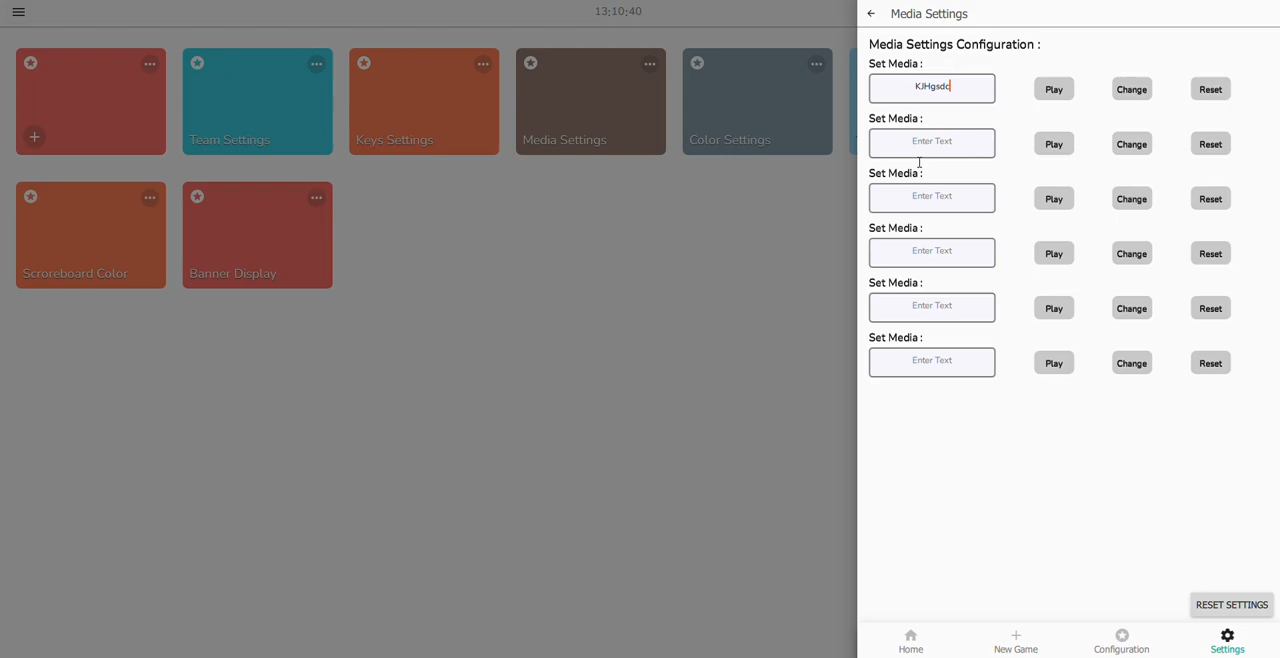 13:10:40
Team Settings
Keys Settings
Media Settings
Color Settings
Scroreboard Color
Banner Display
Media Settings
Media Settings Configuration :
Set Media :
KJHgsdc
Play
Change
Reset
Set Media :
Enter Text
Play
Change
Reset
Set Media :
Enter Text
Play
Change
Reset
Set Media :
Enter Text
Play
Change
Reset
Set Media :
Enter Text
Play
Change
Reset
Set Media :
Enter Text
Play
Change
Reset
RESET SETTINGS
Home
New Game
Configuration
Settings